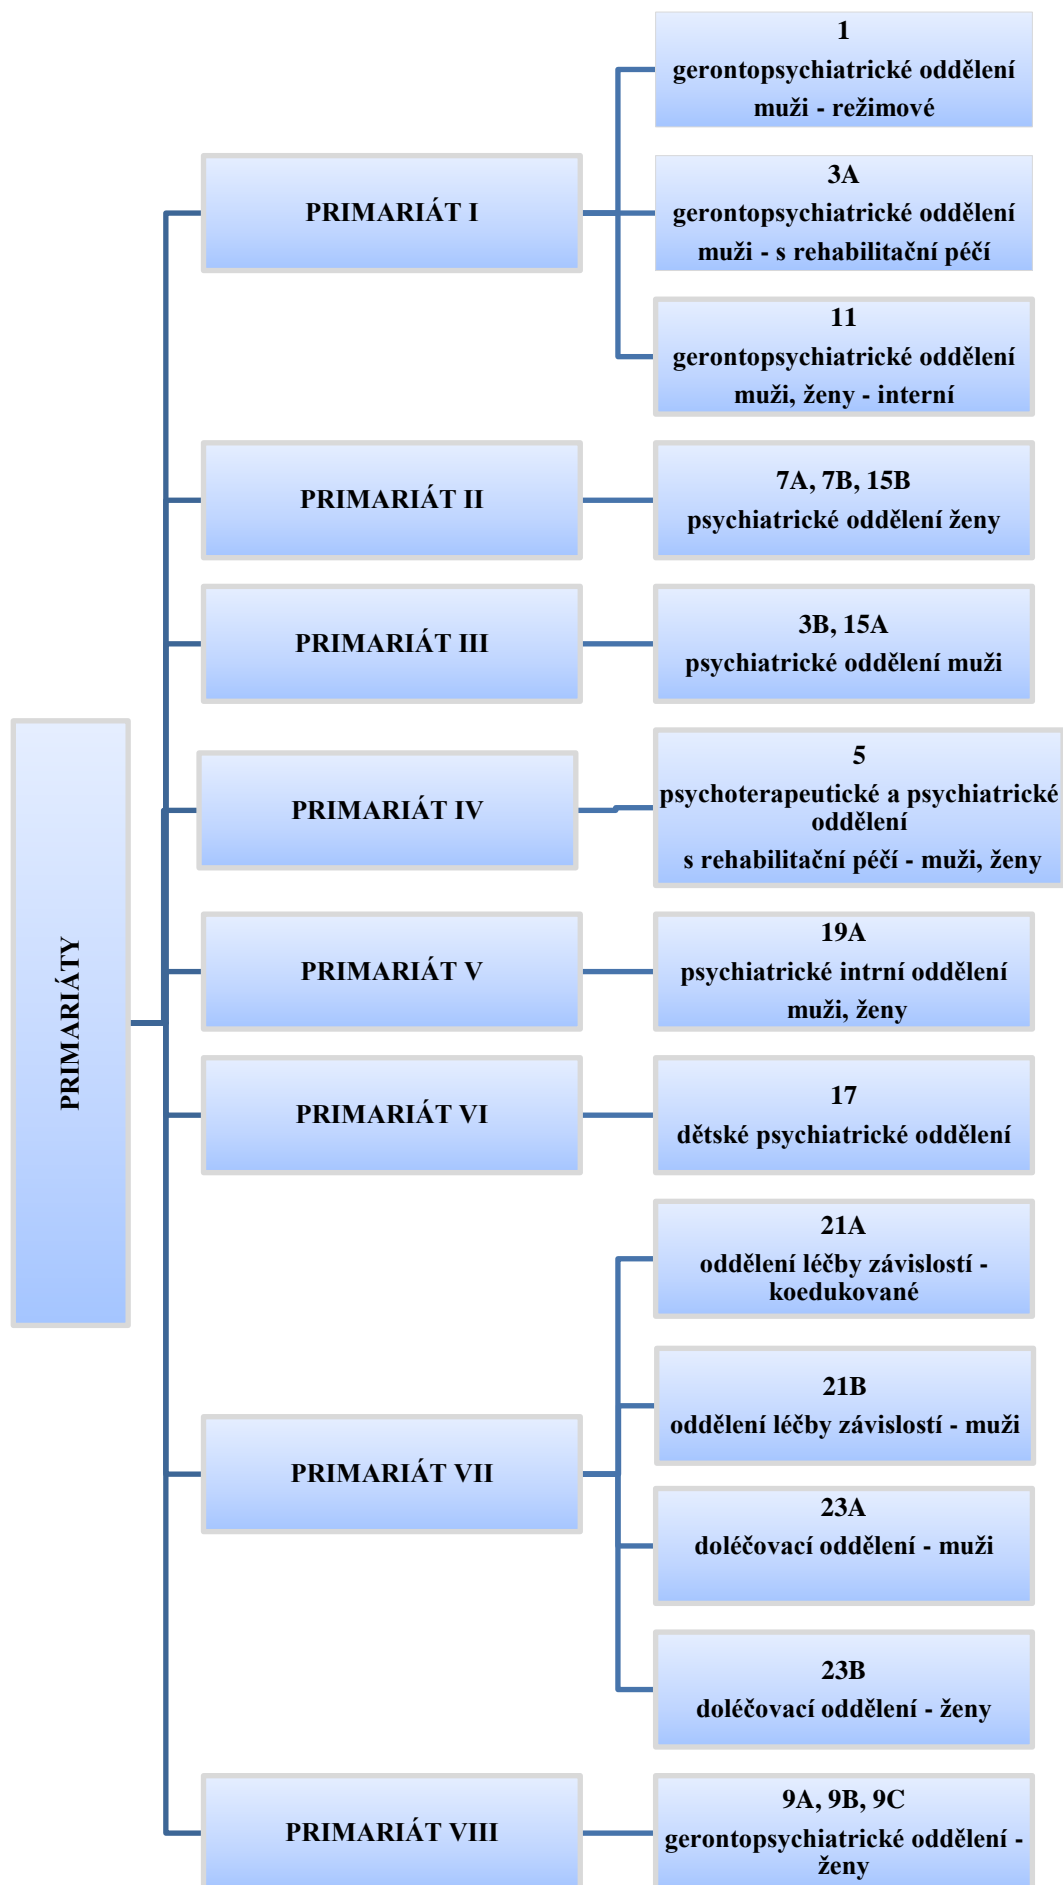 PRIMARIÁTY
PRIMARIÁT I
1
gerontopsychiatrické oddělení
muži - režimové
3A
gerontopsychiatrické oddělení
muži - s rehabilitační péčí
11
gerontopsychiatrické oddělení
muži, ženy - interní
PRIMARIÁT II
7A, 7B, 15B
psychiatrické oddělení ženy
PRIMARIÁT III
3B, 15A
psychiatrické oddělení muži
PRIMARIÁT IV
5
psychoterapeutické a psychiatrické
oddělení
s rehabilitační péčí - muži, ženy
PRIMARIÁT V
19A
psychiatrické intrní oddělení
muži, ženy
PRIMARIÁT VI
17
dětské psychiatrické oddělení
PRIMARIÁT VII
21A
oddělení léčby závislostí -
koedukované
21B
oddělení léčby závislostí - muži
23A
doléčovací oddělení - muži
23B
doléčovací oddělení - ženy
PRIMARIÁT VIII
9A, 9B, 9C
gerontopsychiatrické oddělení -
ženy